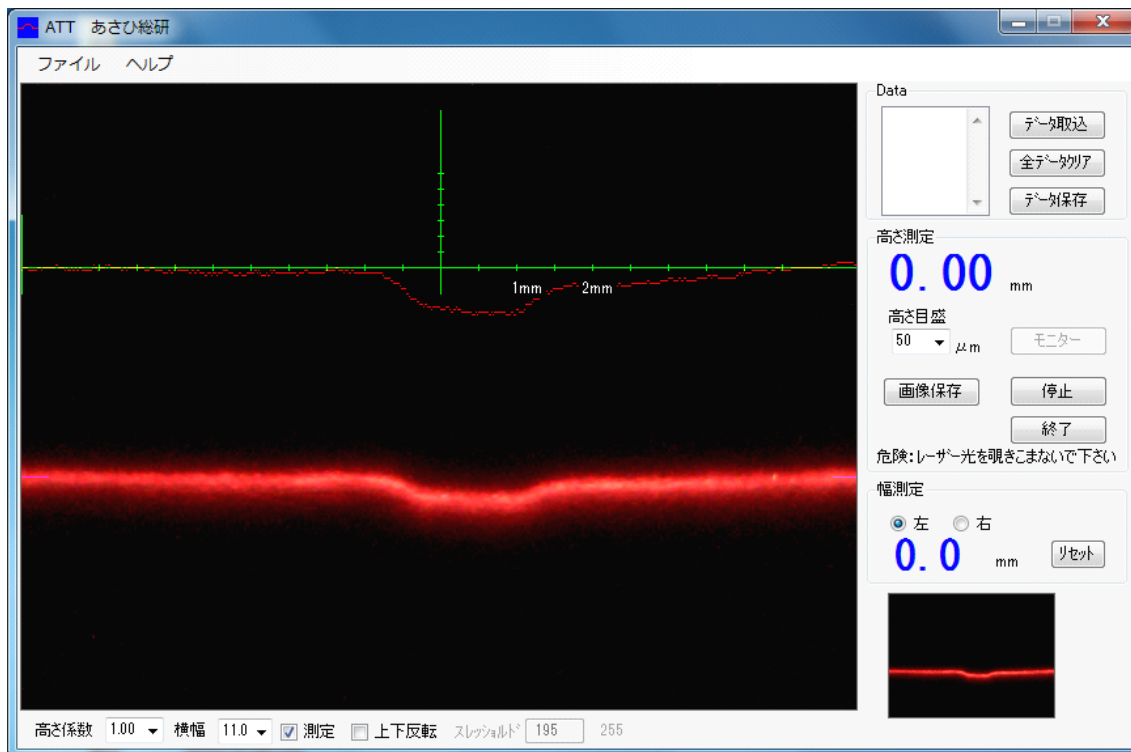 ATT あさひ総研
ファイル ヘルプ
1mm 2mm
Data
ﾃﾞｰﾀ取込
全ﾃﾞｰﾀｸﾘｱ
ﾃﾞｰﾀ保存
高さ測定
0.00 mm
高さ目盛
50 μm
モニター
画像保存
停止
終了
危険:ﾚｰｻﾞｰ光を覗きこまないで下さい
幅測定
左 右
0.0 mm
ﾘｾｯﾄ
高さ係数 1.00 横幅 11.0 測定 上下反転 ｽﾚｯｼｮﾙﾄﾞ 195 255